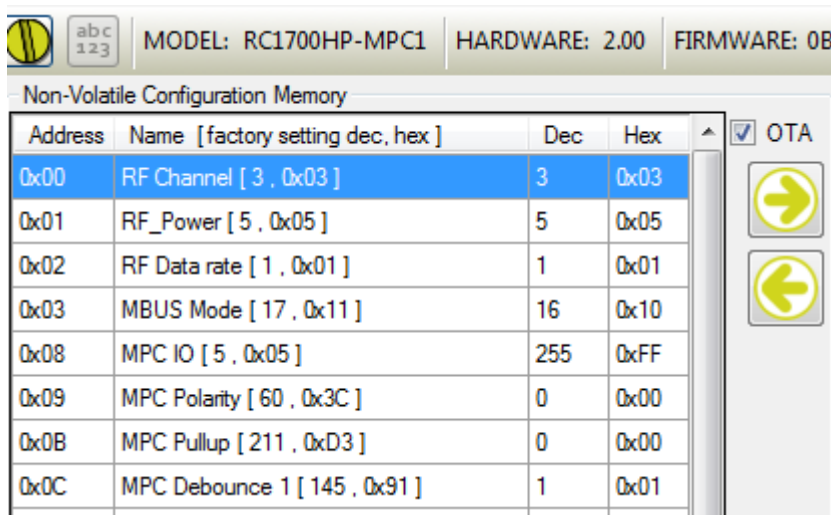 abc
123
MODEL: RC1700HP-MPC1 HARDWARE: 2.00 FIRMWARE: 0B
Non-Volatile Configuration Memory
Address Name [factory setting dec, hex ] Dec Hex OTA
0x00 RF Channel [ 3 , 0x03 ] 3 0x03
0x01 RF_Power [ 5 , 0x05 ] 5 0x05
0x02 RF Data rate [ 1 , 0x01 ] 1 0x01
0x03 MBUS Mode [ 17 , 0x11 ] 16 0x10
0x08 MPC IO [ 5 , 0x05 ] 255 0xFF
0x09 MPC Polarity [ 60 , 0x3C ] 0 0x00
0x0B MPC Pullup [ 211 , 0xD3 ] 0 0x00
0x0C MPC Debounce 1 [ 145 , 0x91 ] 1 0x01